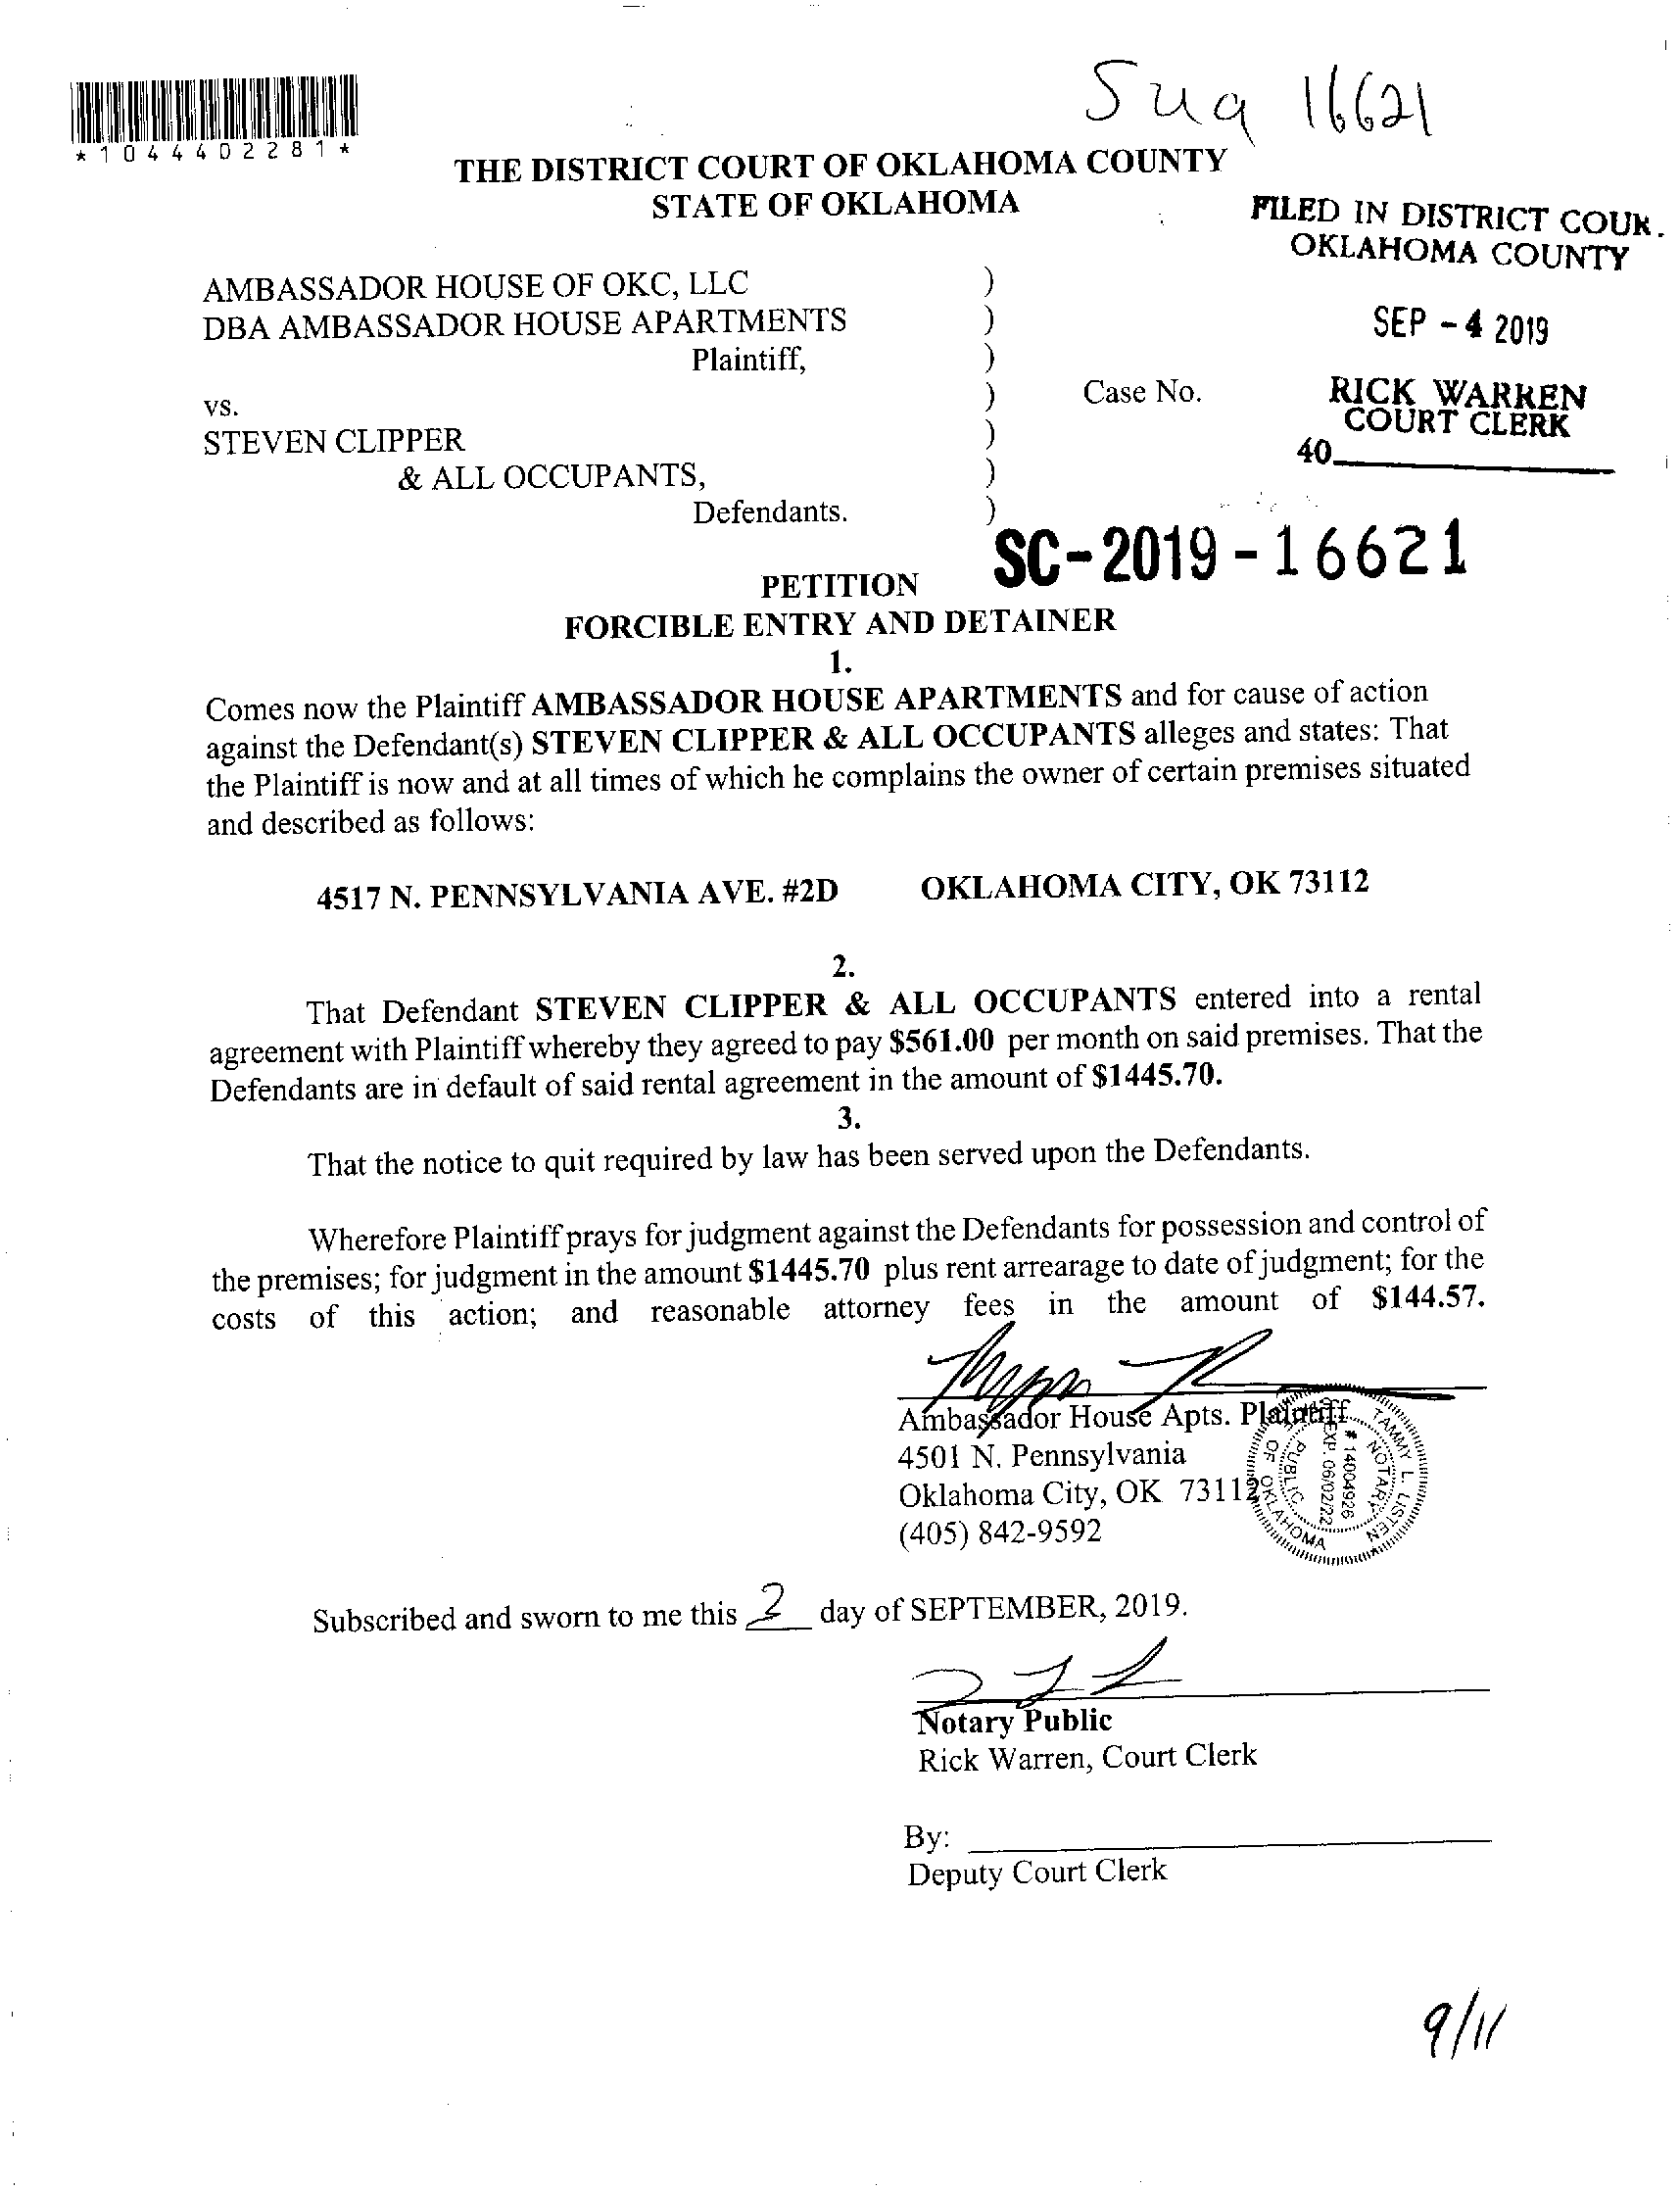 Suq 16621
*1044402281*
THE DISTRICT COURT OF OKLAHOMA COUNTY
STATE OF OKLAHOMA
FILED IN DISTRICT COUR.
OKLAHOMA COUNTY
SEP - 4 2019
RICK WARREN
COURT CLERK
40
AMBASSADOR HOUSE OF OKC, LLC )
DBA AMBASSADOR HOUSE APARTMENTS )
Plaintiff, )
vs. ) Case No.
STEVEN CLIPPER )
& ALL OCCUPANTS, )
Defendants. )
SC-2019-16621
PETITION
FORCIBLE ENTRY AND DETAINER
1.
Comes now the Plaintiff AMBASSADOR HOUSE APARTMENTS and for cause of action
against the Defendant(s) STEVEN CLIPPER & ALL OCCUPANTS alleges and states: That
the Plaintiff is now and at all times of which he complains the owner of certain premises situated
and described as follows:
4517 N. PENNSYLVANIA AVE. #2D OKLAHOMA CITY, OK 73112
2.
That Defendant STEVEN CLIPPER & ALL OCCUPANTS entered into a rental
agreement with Plaintiff whereby they agreed to pay $561.00 per month on said premises. That the
Defendants are in default of said rental agreement in the amount of $1445.70.
3.
That the notice to quit required by law has been served upon the Defendants.
Wherefore Plaintiff prays for judgment against the Defendants for possession and control of
the premises; for judgment in the amount $1445.70 plus rent arrearage to date of judgment; for the
costs of this action; and reasonable attorney fees in the amount of $144.57.
Ambassador House Apts. Plaintiff
4501 N. Pennsylvania
Oklahoma City, OK 73112
(405) 842-9592
TAMMY L. LISTEN
NOTARY
# 14004926
EXP. 06/02/22
PUBLIC
OF OKLAHOMA
Subscribed and sworn to me this 2 day of SEPTEMBER, 2019.
Notary Public
Rick Warren, Court Clerk
By:
Deputy Court Clerk
9/11